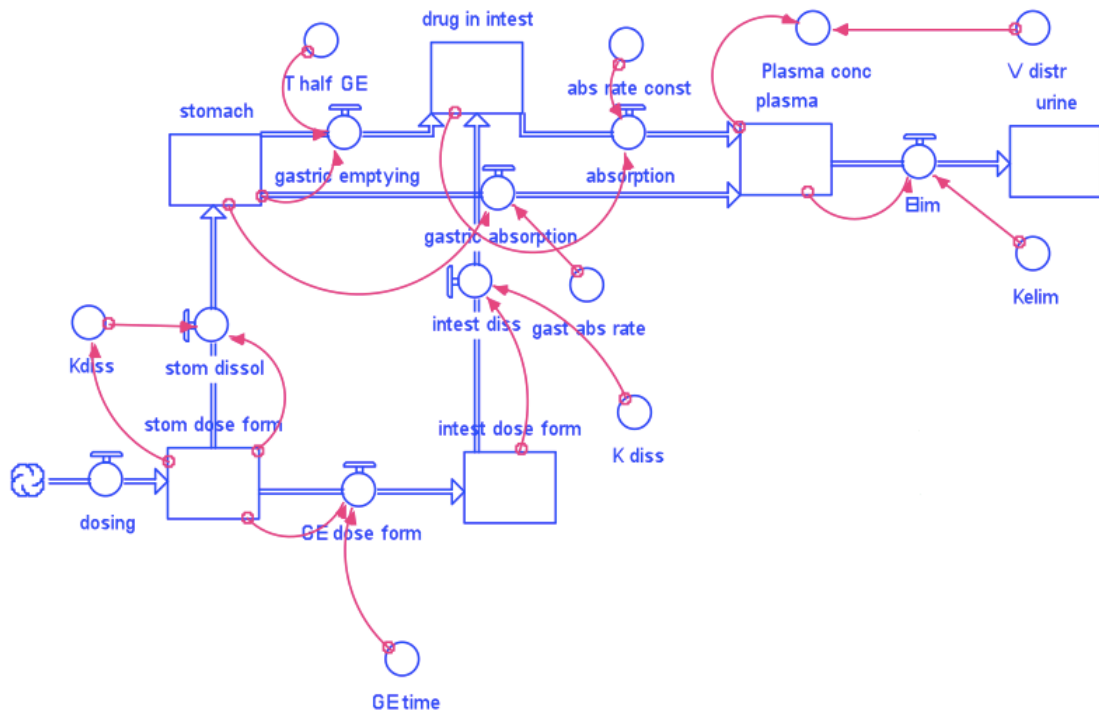 drug in intest
T half GE
abs rate const
Plasma conc
V distr
stomach
plasma
urine
gastric emptying
absorption
Elim
gastric absorption
Kelim
intest diss
gast abs rate
Kdiss
stom dissol
stom dose form
intest dose form
K diss
dosing
GE dose form
GE time